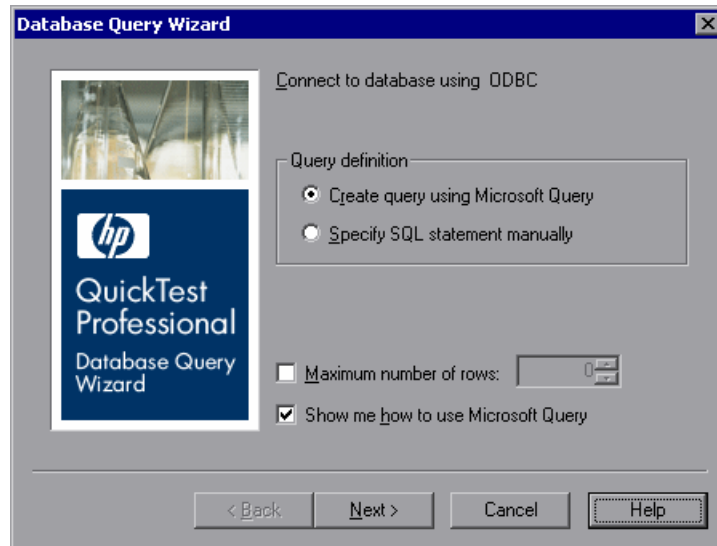 Database Query Wizard
Connect to database using ODBC
Query definition
Create query using Microsoft Query
Specify SQL statement manually
hp
QuickTest
Professional
Database Query
Wizard
Maximum number of rows: 0
Show me how to use Microsoft Query
< Back
Next >
Cancel
Help